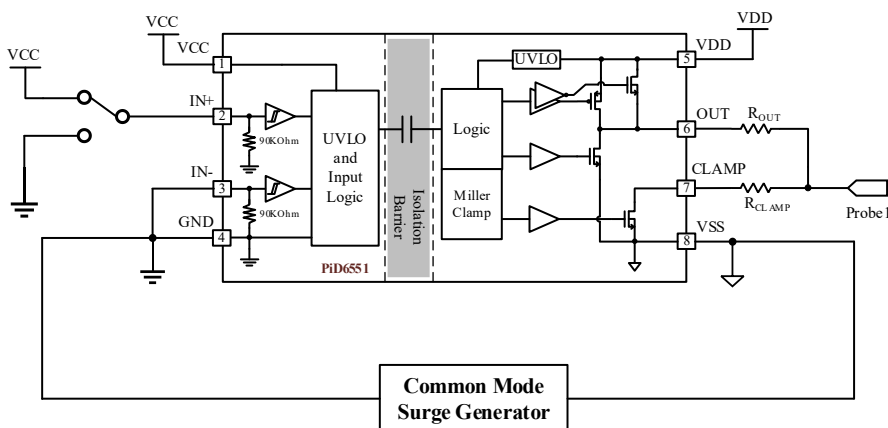 VCC
VCC
VCC
1
IN+
2
90KOhm
IN-
3
90KOhm
GND
4
UVLO
and
Input
Logic
PiD6551
Isolation
Barrier
UVLO
Logic
Miller
Clamp
VDD
VDD
5
OUT
6
ROUT
CLAMP
7
RCLAMP
Probe1
VSS
8
Common Mode
Surge Generator